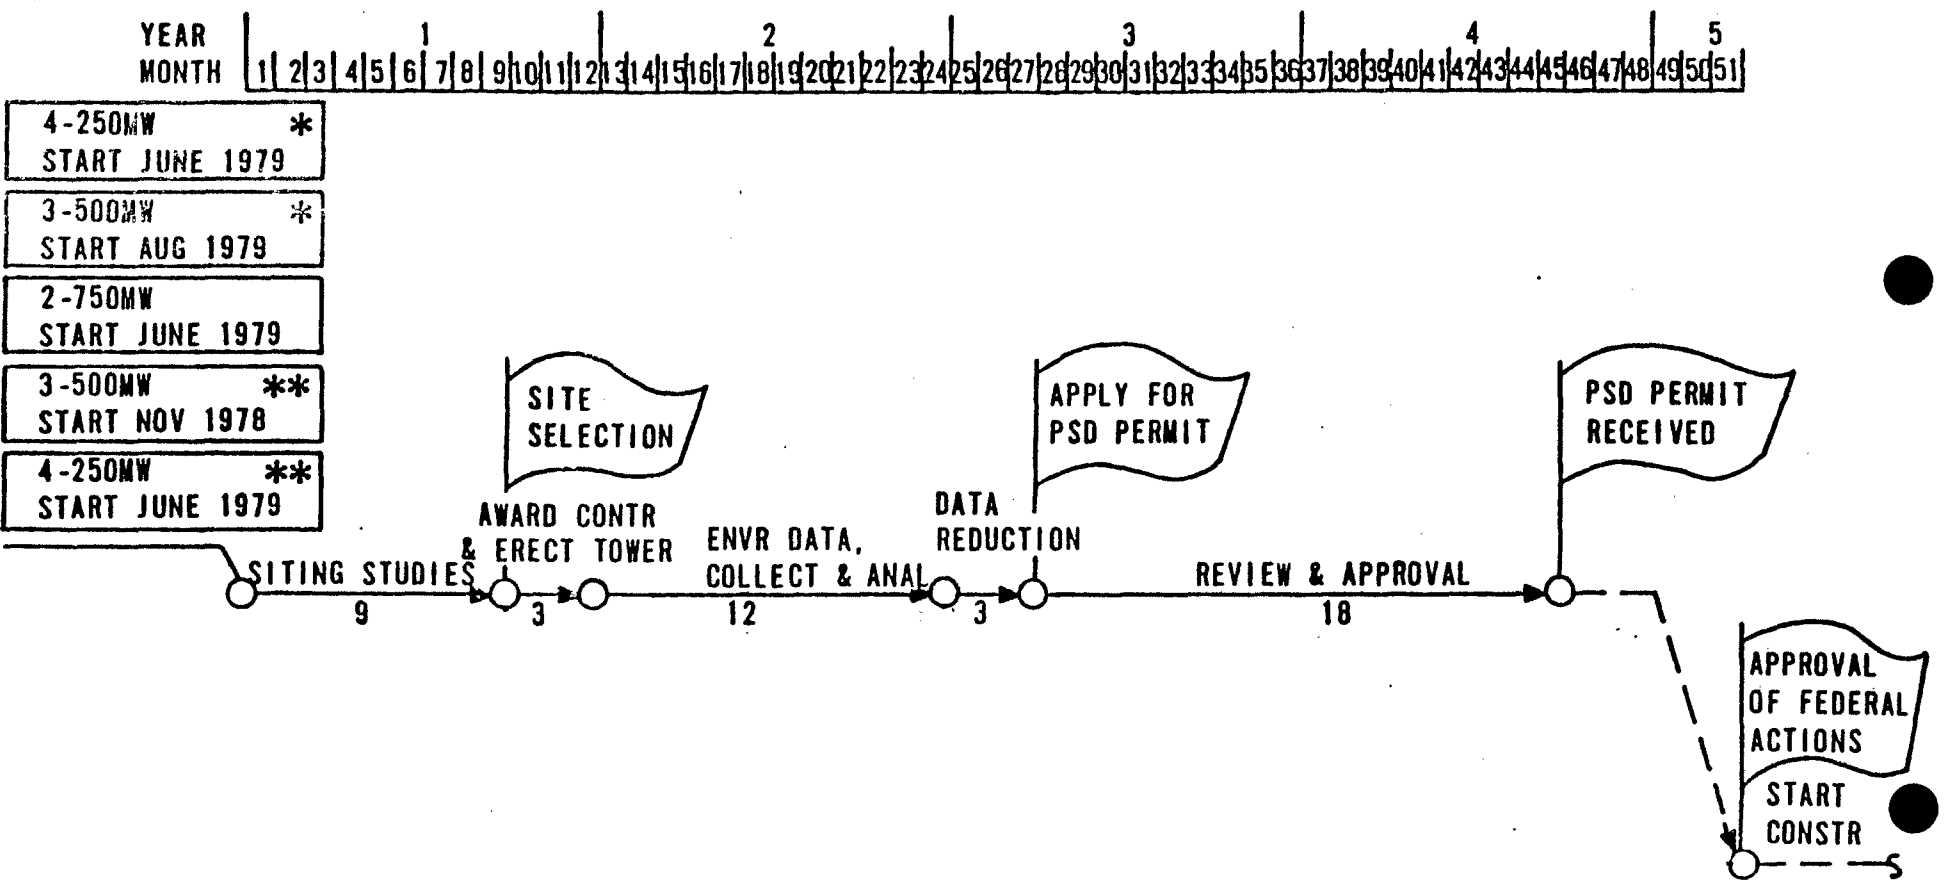 YEAR 1 2 3 4 5
MONTH 1 2 3 4 5 6 7 8 9 10 11 12 13 14 15 16 17 18 19 20 21 22 23 24 25 26 27 28 29 30 31 32 33 34 35 36 37 38 39 40 41 42 43 44 45 46 47 48 49 50 51
4-250MW *
START JUNE 1979
3-500MW *
START AUG 1979
2-750MW
START JUNE 1979
3-500MW **
START NOV 1978
4-250MW **
START JUNE 1979
SITING STUDIES
9
SITE
SELECTION
AWARD CONTR
& ERECT TOWER
3
ENVR DATA,
COLLECT & ANAL
12
DATA
REDUCTION
3
APPLY FOR
PSD PERMIT
REVIEW & APPROVAL
18
PSD PERMIT
RECEIVED
APPROVAL
OF FEDERAL
ACTIONS
START
CONSTR